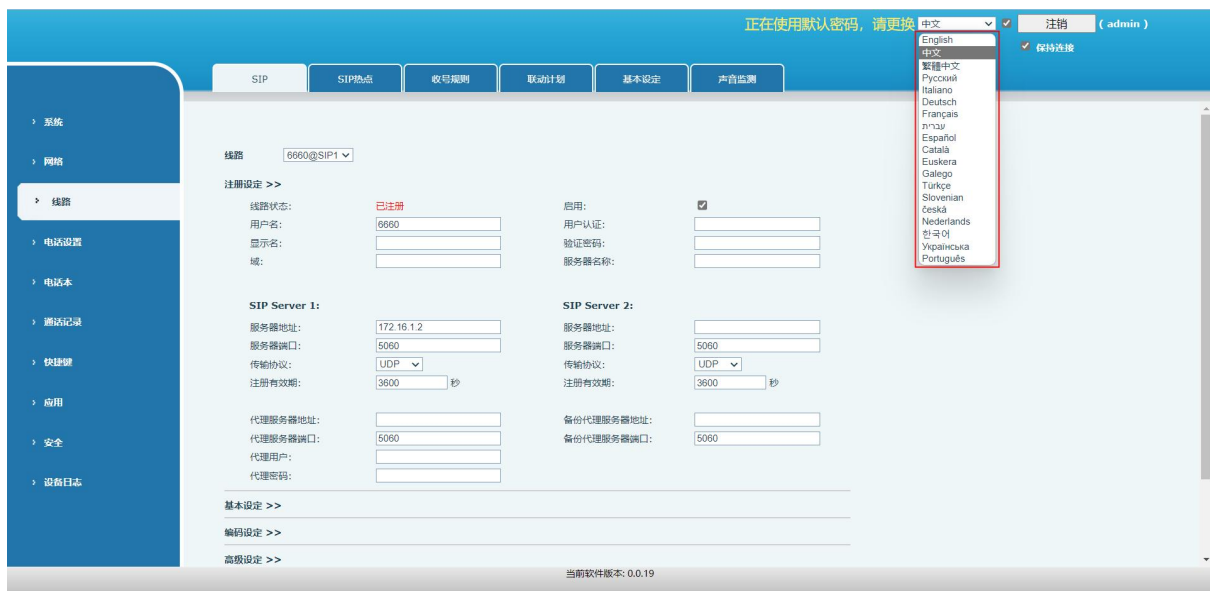 正在使用默认密码，请更换 中文 注销 ( admin )
保持连接
English
中文
繁體中文
Русский
Italiano
Deutsch
Français
עברית
Español
Català
Euskera
Galego
Türkçe
Slovenian
česká
Nederlands
한국어
Українська
Português
SIP SIP热点 收号规则 联动计划 基本设定 声音监测
› 系统
› 网络
› 线路
› 电话设置
› 电话本
› 通话记录
› 快捷键
› 应用
› 安全
› 设备日志
线路 6660@SIP1
注册设定 >>
线路状态: 已注册 启用:
用户名: 6660 用户认证:
显示名: 验证密码:
域: 服务器名称:
SIP Server 1: SIP Server 2:
服务器地址: 172.16.1.2 服务器地址:
服务器端口: 5060 服务器端口: 5060
传输协议: UDP 传输协议: UDP
注册有效期: 3600 秒 注册有效期: 3600 秒
代理服务器地址: 备份代理服务器地址:
代理服务器端口: 5060 备份代理服务器端口: 5060
代理用户:
代理密码:
基本设定 >>
编码设定 >>
高级设定 >>
当前软件版本: 0.0.19